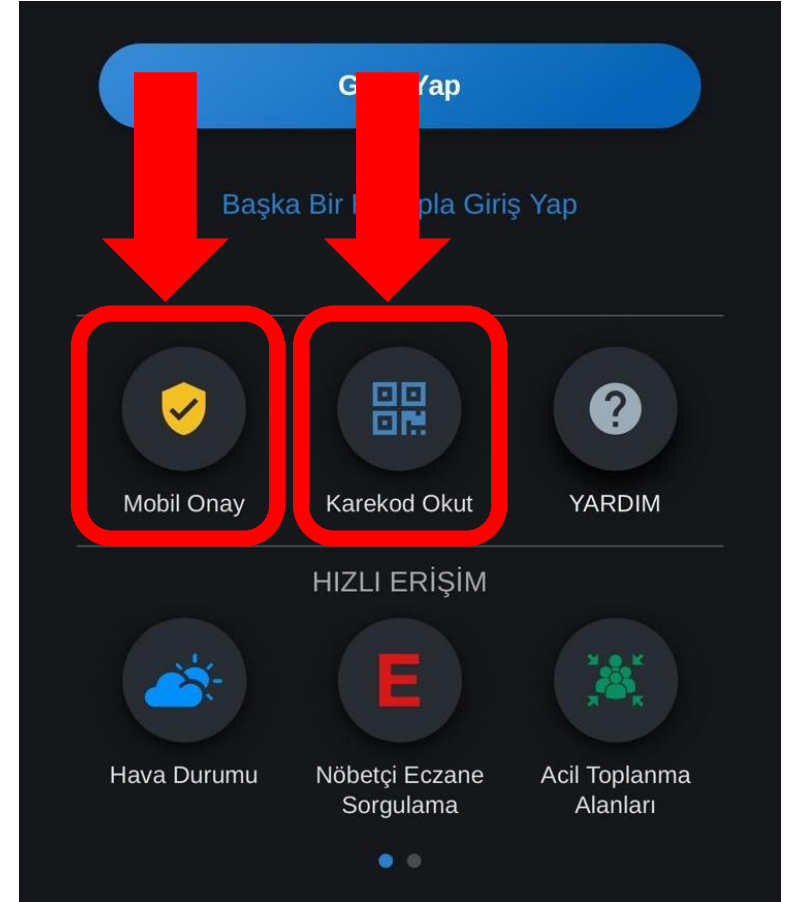 Yap
Başka Bir Giriş Yap
Mobil Onay
Karekod Okut
YARDIM
HIZLI ERİŞİM
E
Hava Durumu
Nöbetçi Eczane
Sorgulama
Acil Toplanma
Alanları